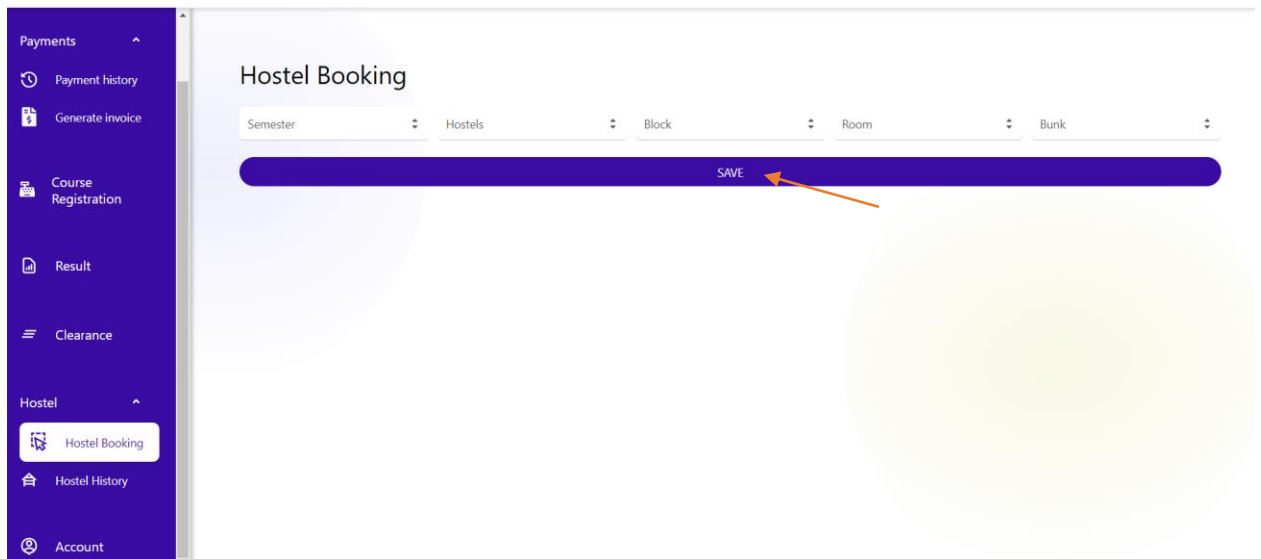 Payments
Payment history
Generate invoice
Course
Registration
Result
Clearance
Hostel
Hostel Booking
Hostel History
Account
Hostel Booking
Semester Hostels Block Room Bunk
SAVE